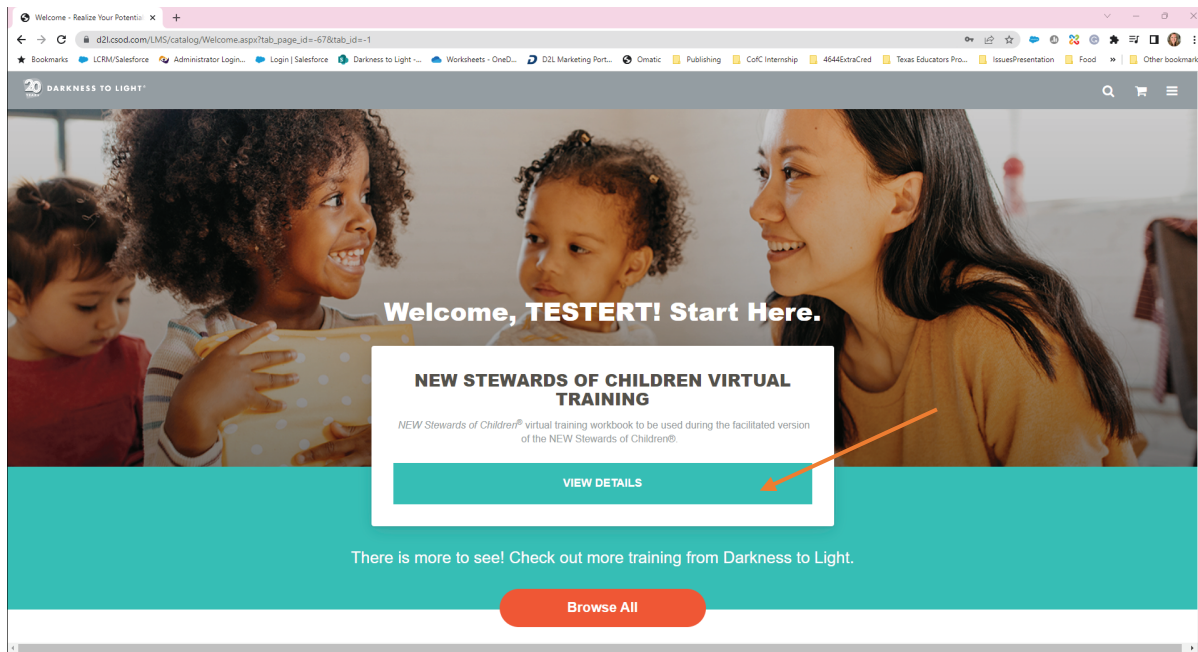 Welcome - Realize Your Potential
d2l.csod.com/LMS/catalog/Welcome.aspx?tab_page_id=-67&tab_id=-1
Bookmarks LCRM/Salesforce Administrator Login... Login | Salesforce Darkness to Light -... Worksheets - OneD... D2L Marketing Port... Omatic Publishing CofC Internship 4644ExtraCred Texas Educators Pro... IssuesPresentation Food » Other bookmark
20 YEARS DARKNESS TO LIGHT®
Welcome, TESTERT! Start Here.
NEW STEWARDS OF CHILDREN VIRTUAL
TRAINING
NEW Stewards of Children® virtual training workbook to be used during the facilitated version
of the NEW Stewards of Children®.
VIEW DETAILS
There is more to see! Check out more training from Darkness to Light.
Browse All